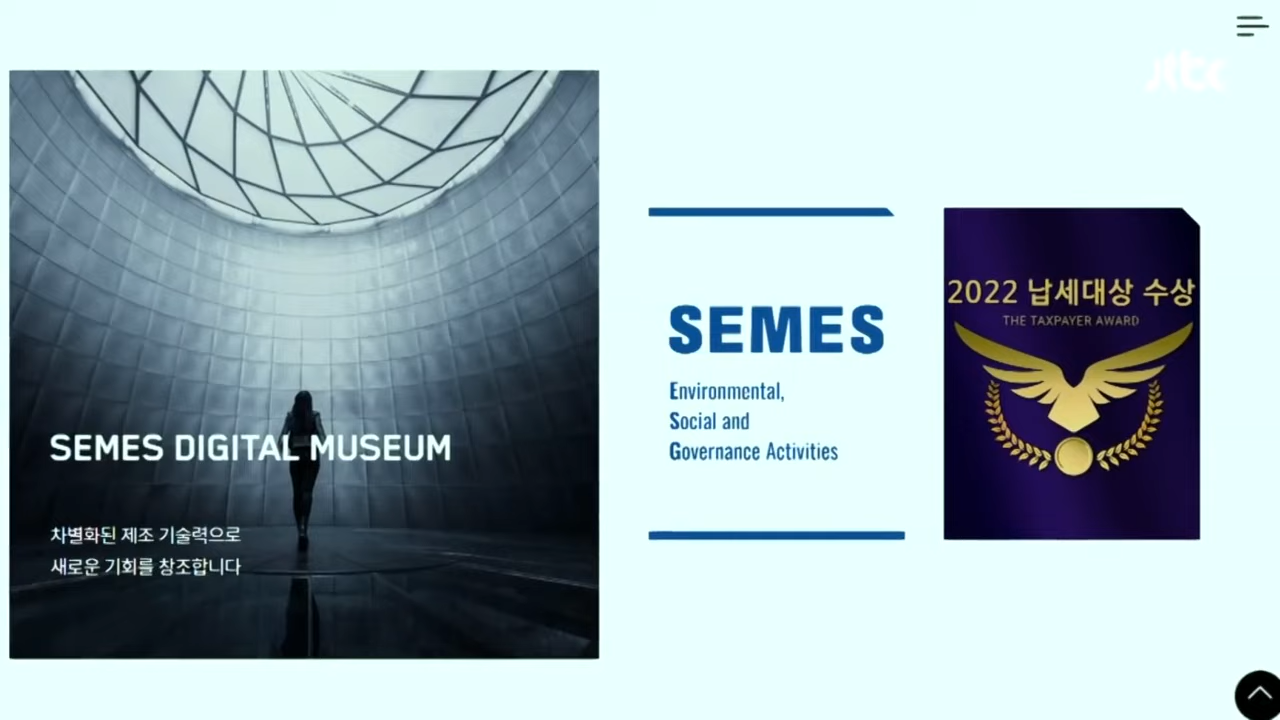 jtbc
SEMES DIGITAL MUSEUM
차별화된 제조 기술력으로
새로운 기회를 창조합니다
SEMES
Environmental,
Social and
Governance Activities
2022 납세대상 수상
THE TAXPAYER AWARD